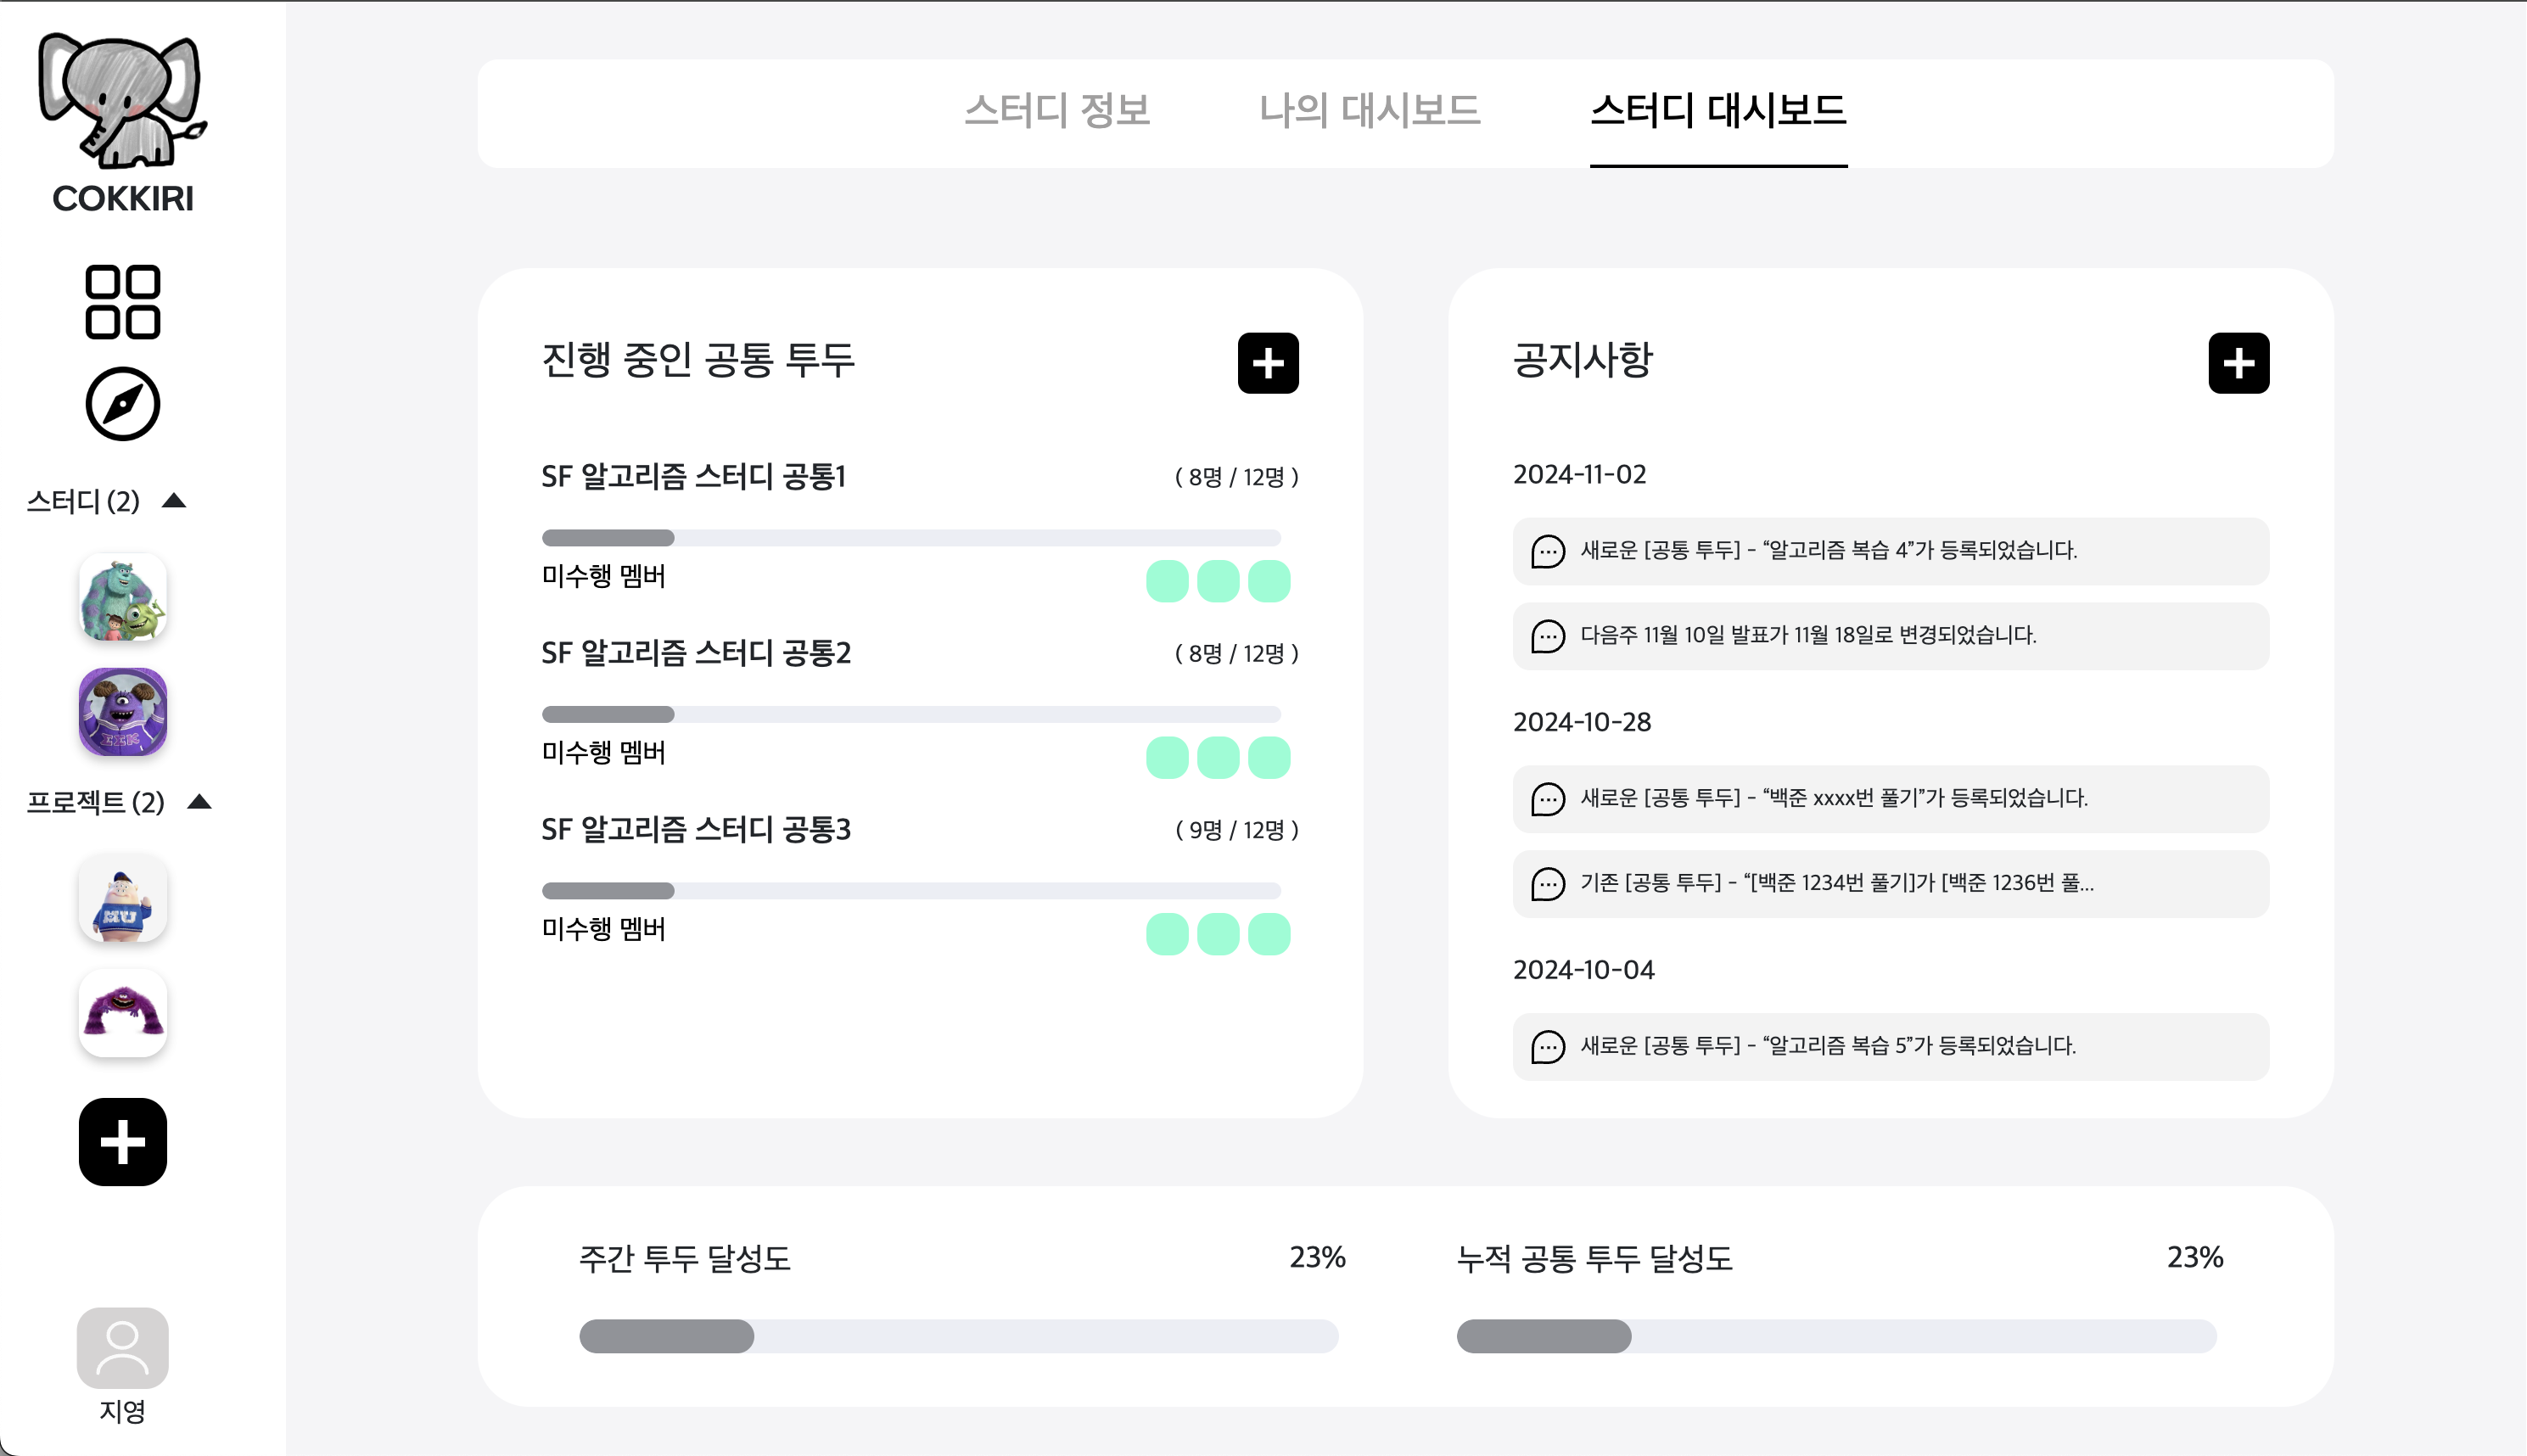 COKKIRI
스터디 (2)
프로젝트 (2)
MU
ΣΣΚ
지영
스터디 정보
나의 대시보드
스터디 대시보드
진행 중인 공통 투두
SF 알고리즘 스터디 공통1
( 8명 / 12명 )
미수행 멤버
SF 알고리즘 스터디 공통2
( 8명 / 12명 )
미수행 멤버
SF 알고리즘 스터디 공통3
( 9명 / 12명 )
미수행 멤버
공지사항
2024-11-02
새로운 [공통 투두] - “알고리즘 복습 4”가 등록되었습니다.
다음주 11월 10일 발표가 11월 18일로 변경되었습니다.
2024-10-28
새로운 [공통 투두] - “백준 xxxx번 풀기”가 등록되었습니다.
기존 [공통 투두] - “[백준 1234번 풀기]가 [백준 1236번 풀...
2024-10-04
새로운 [공통 투두] - “알고리즘 복습 5”가 등록되었습니다.
주간 투두 달성도
23%
누적 공통 투두 달성도
23%